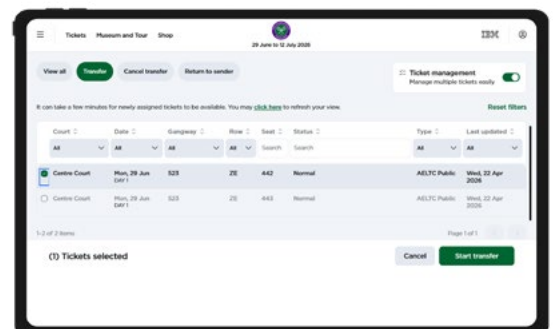 Tickets Museum and Tour Shop
IBM
29 June to 12 July 2026
View all Transfer Cancel transfer Return to sender
Ticket management
Manage multiple tickets easily
It can take a few minutes for newly assigned tickets to be available. You may click here to refresh your view.
Reset filters
Court Date Gangway Row Seat Status Type Last updated
All All All All Search Search All All
Centre Court Mon, 29 Jun 523 ZE 442 Normal AELTC Public Wed, 22 Apr
DAY 1 2026
Centre Court Mon, 29 Jun 523 ZE 443 Normal AELTC Public Wed, 22 Apr
DAY 1 2026
1-2 of 2 items
Page 1 of 1
(1) Tickets selected
Cancel Start transfer